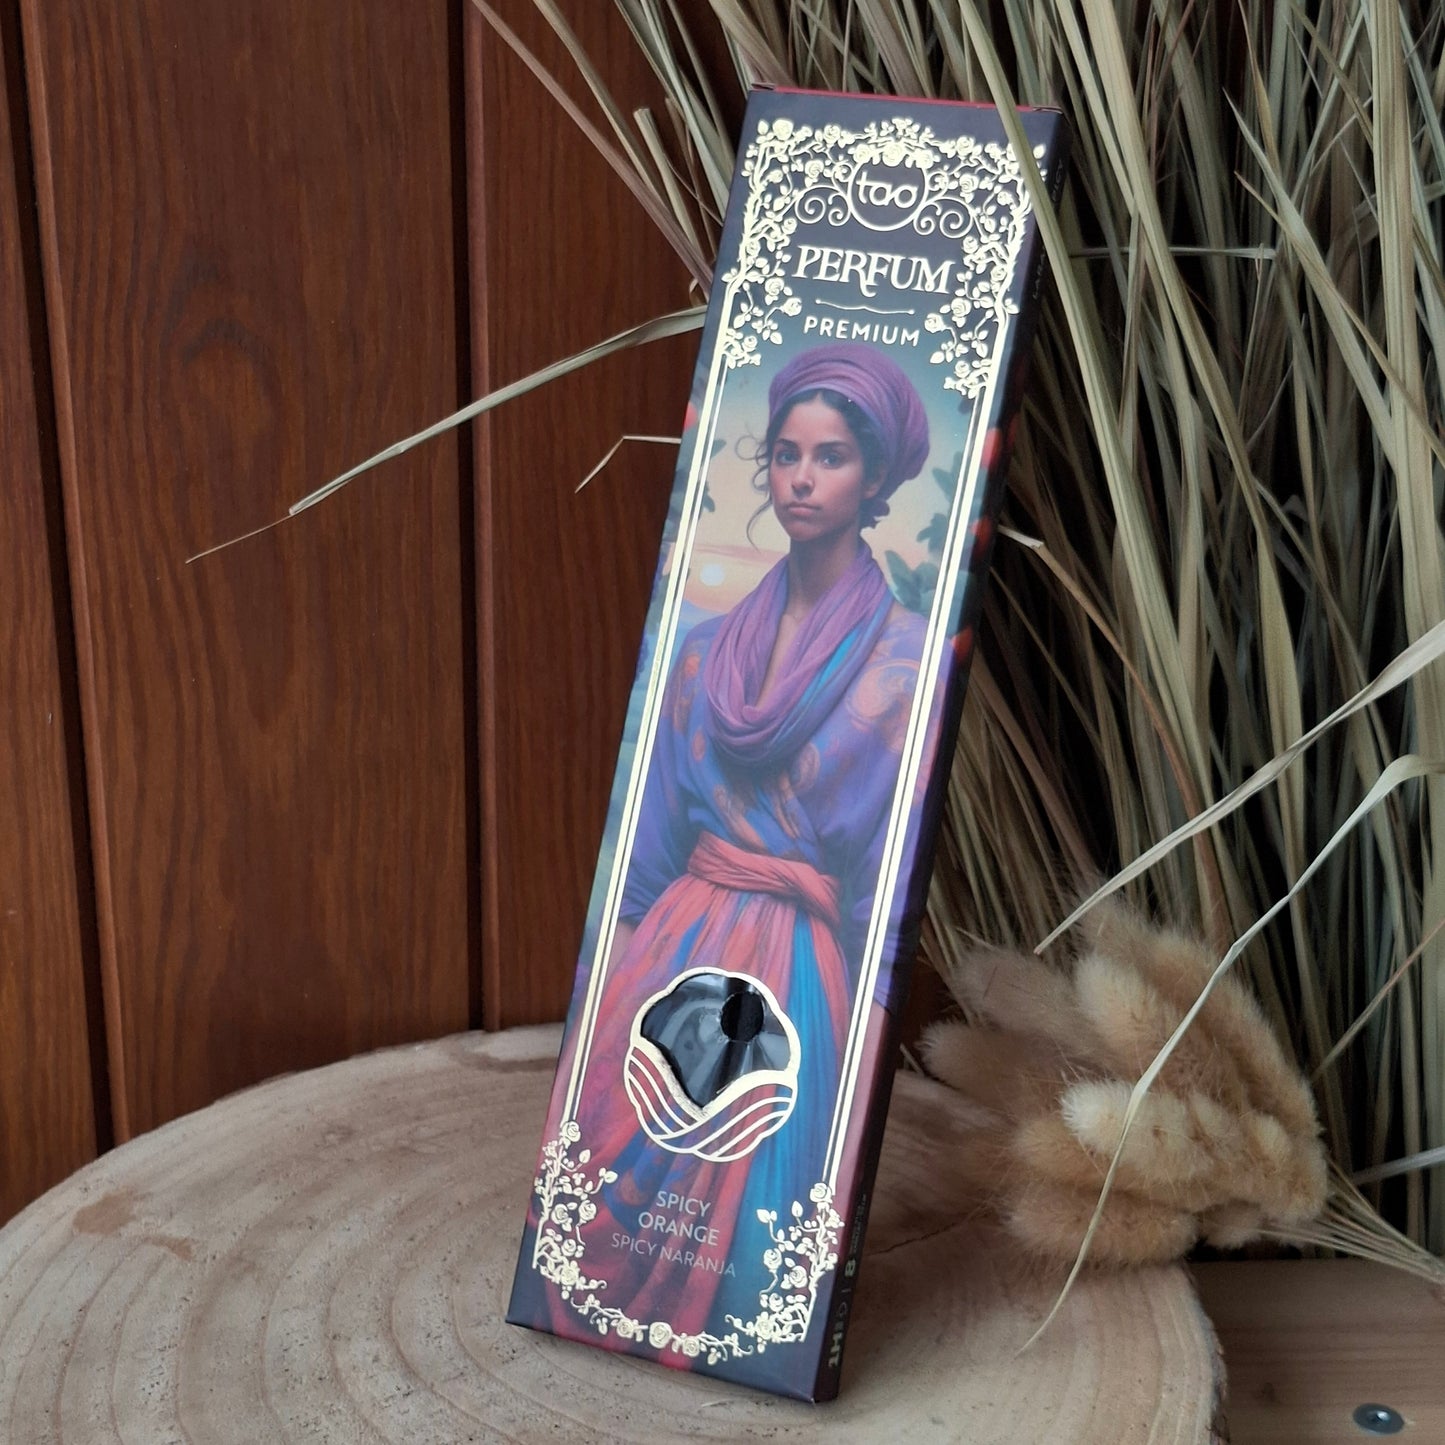 tao
PERFUM
PREMIUM
SPICY
ORANGE
SPICY NARANJA